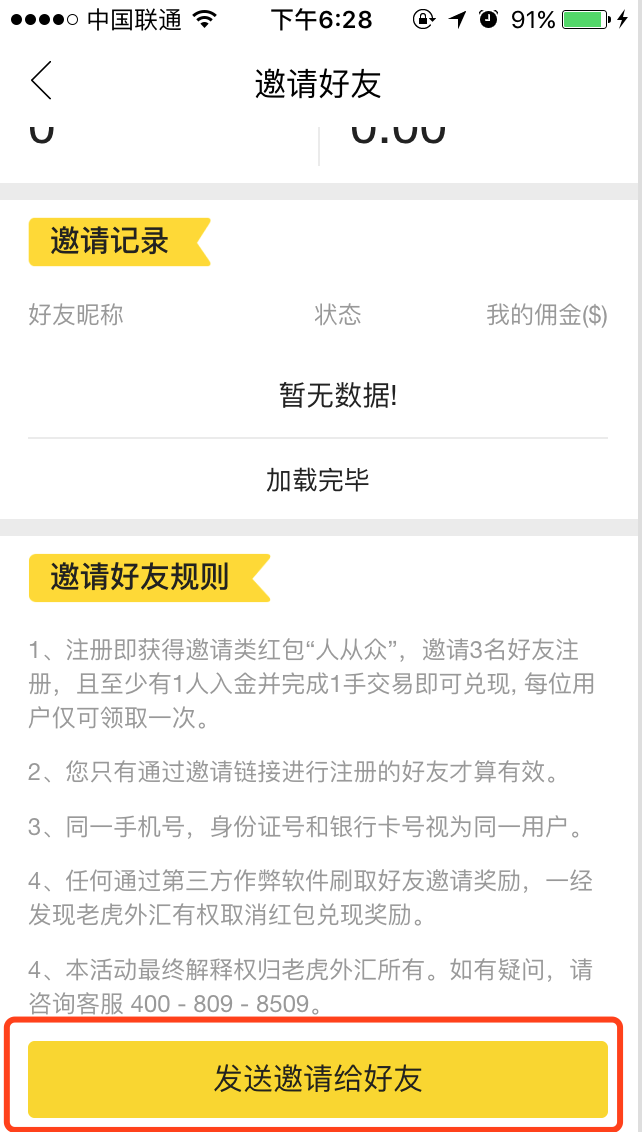 中国联通 下午6:28 91%
邀请好友
0 0.00
邀请记录
好友昵称 状态 我的佣金($)
暂无数据!
加载完毕
邀请好友规则
1、注册即获得邀请类红包“人从众”，邀请3名好友注
册，且至少有1人入金并完成1手交易即可兑现, 每位用
户仅可领取一次。
2、您只有通过邀请链接进行注册的好友才算有效。
3、同一手机号，身份证号和银行卡号视为同一用户。
4、任何通过第三方作弊软件刷取好友邀请奖励，一经
发现老虎外汇有权取消红包兑现奖励。
4、本活动最终解释权归老虎外汇所有。如有疑问，请
咨询客服 400 - 809 - 8509。
发送邀请给好友